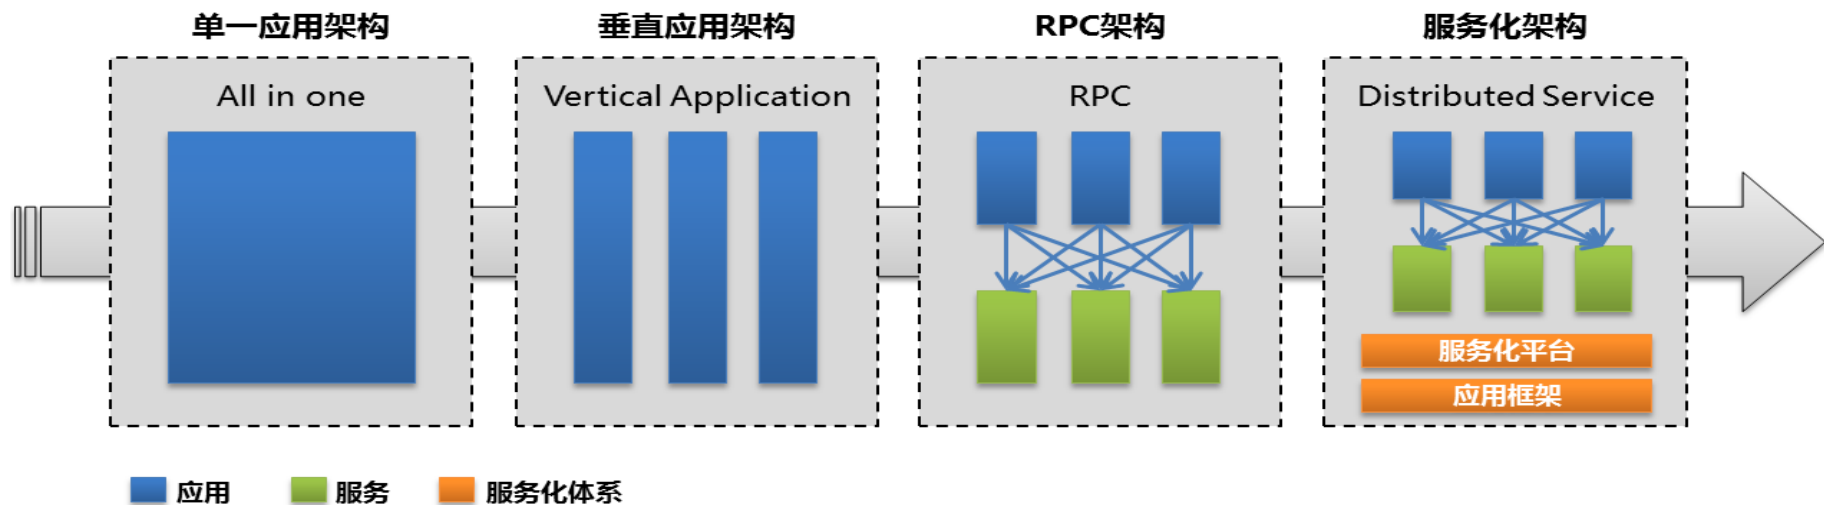 单一应用架构
垂直应用架构
RPC架构
服务化架构
All in one
Vertical Application
RPC
Distributed Service
服务化平台
应用框架
应用
服务
服务化体系